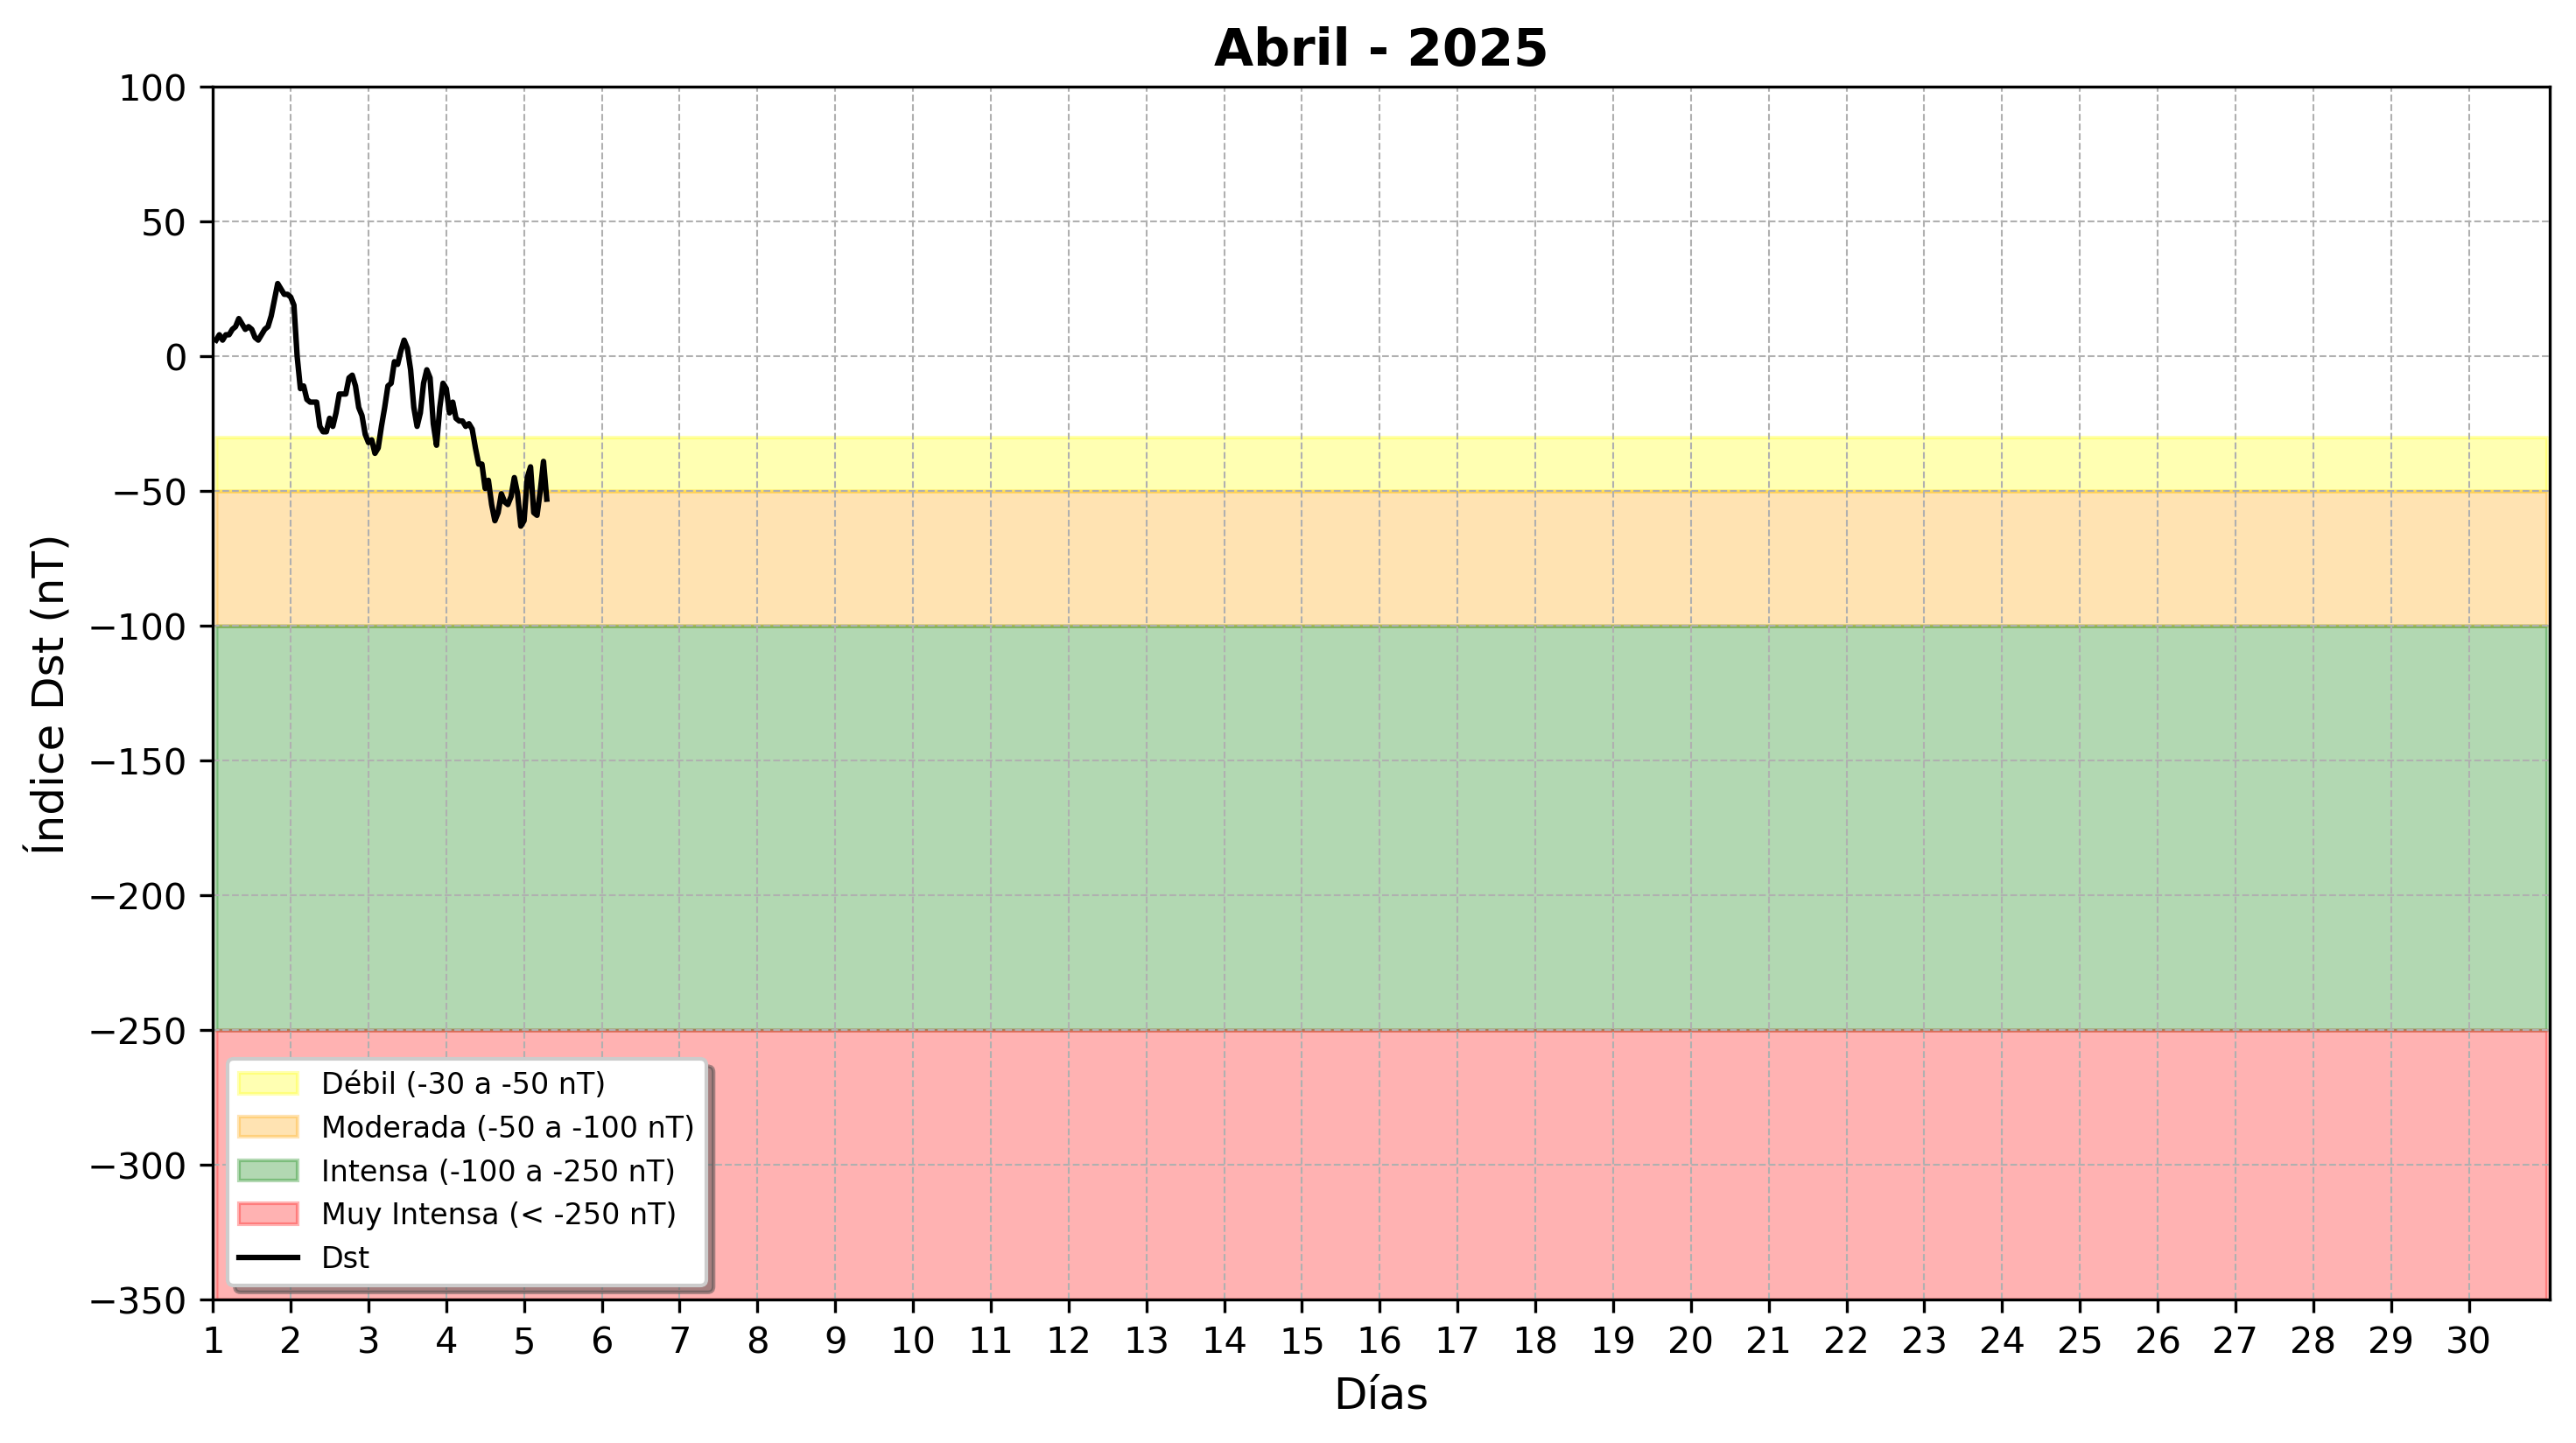 Abril - 2025
100
50
0
−50
−100
−150
−200
−250
−300
−350
Índice Dst (nT)
Débil (-30 a -50 nT)
Moderada (-50 a -100 nT)
Intensa (-100 a -250 nT)
Muy Intensa (< -250 nT)
Dst
1 2 3 4 5 6 7 8 9 10 11 12 13 14 15 16 17 18 19 20 21 22 23 24 25 26 27 28 29 30
Días